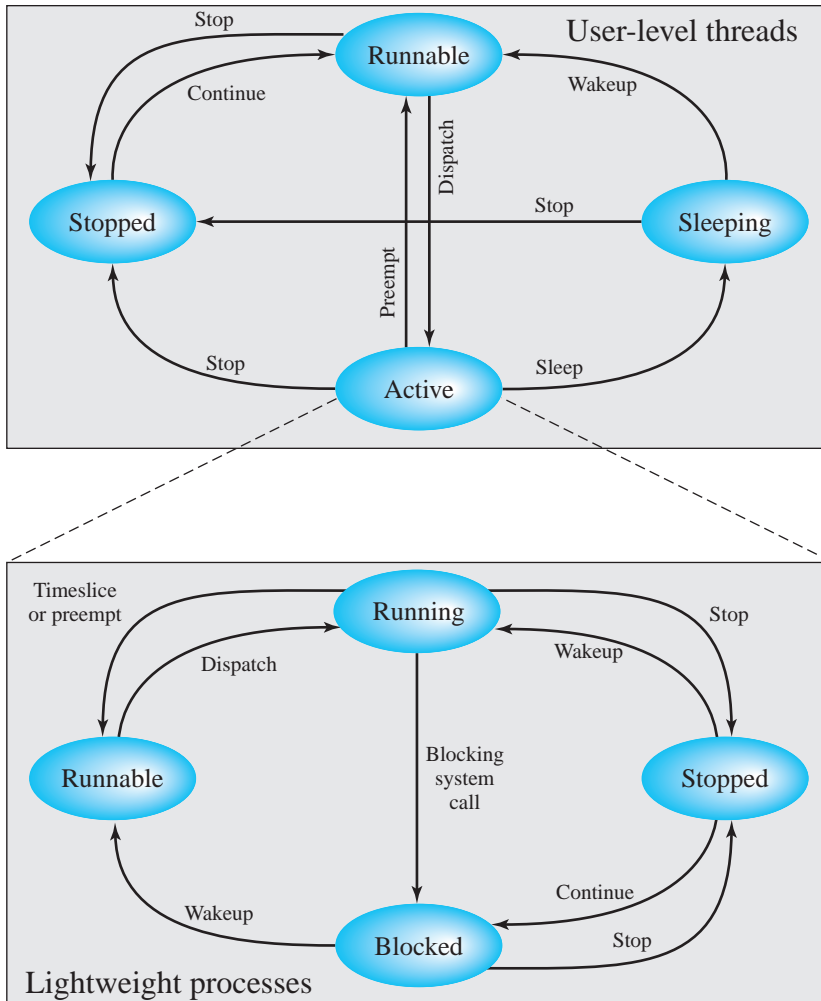 Stop
User-level threads
Runnable
Continue
Wakeup
Dispatch
Stopped
Stop
Sleeping
Preempt
Stop
Sleep
Active
Timeslice
or preempt
Running
Stop
Dispatch
Wakeup
Runnable
Blocking
system
call
Stopped
Continue
Wakeup
Blocked
Stop
Lightweight processes